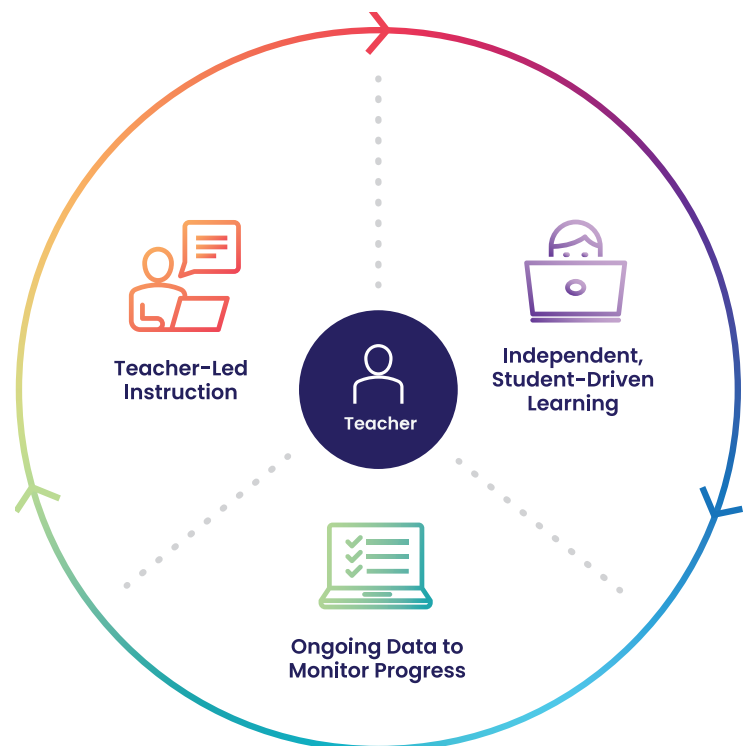 Teacher-Led
Instruction
Independent,
Student-Driven
Learning
Teacher
Ongoing Data to
Monitor Progress